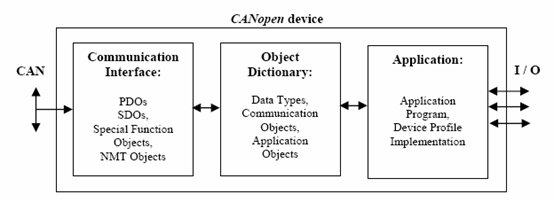 CANopen device
CAN
Communication
Interface:
PDOs
SDOs,
Special Function
Objects,
NMT Objects
Object
Dictionary:
Data Types,
Communication
Objects,
Application
Objects
Application:
Application
Program,
Device Profile
Implementation
I / O